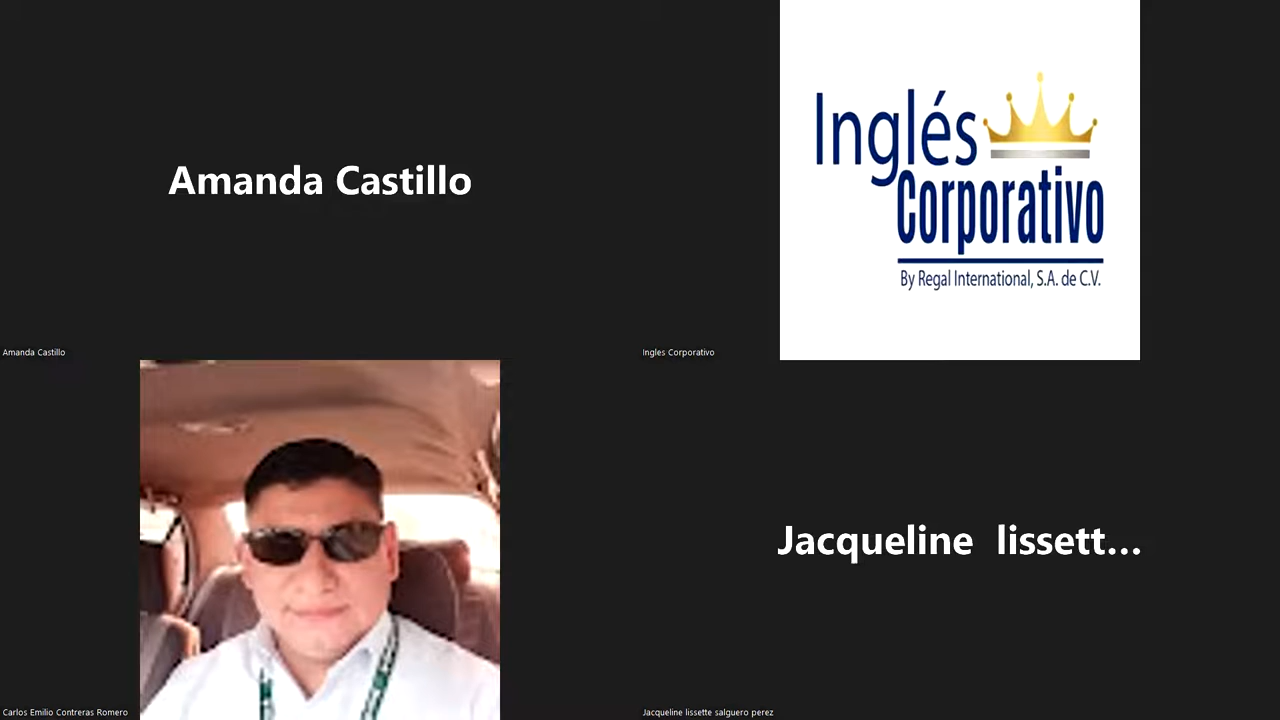 Amanda Castillo
Amanda Castillo
Inglés
Corporativo
By Regal International, S.A. de C.V.
Ingles Corporativo
Carlos Emilio Contreras Romero
Jacqueline lissett...
Jacqueline lissette salguero perez